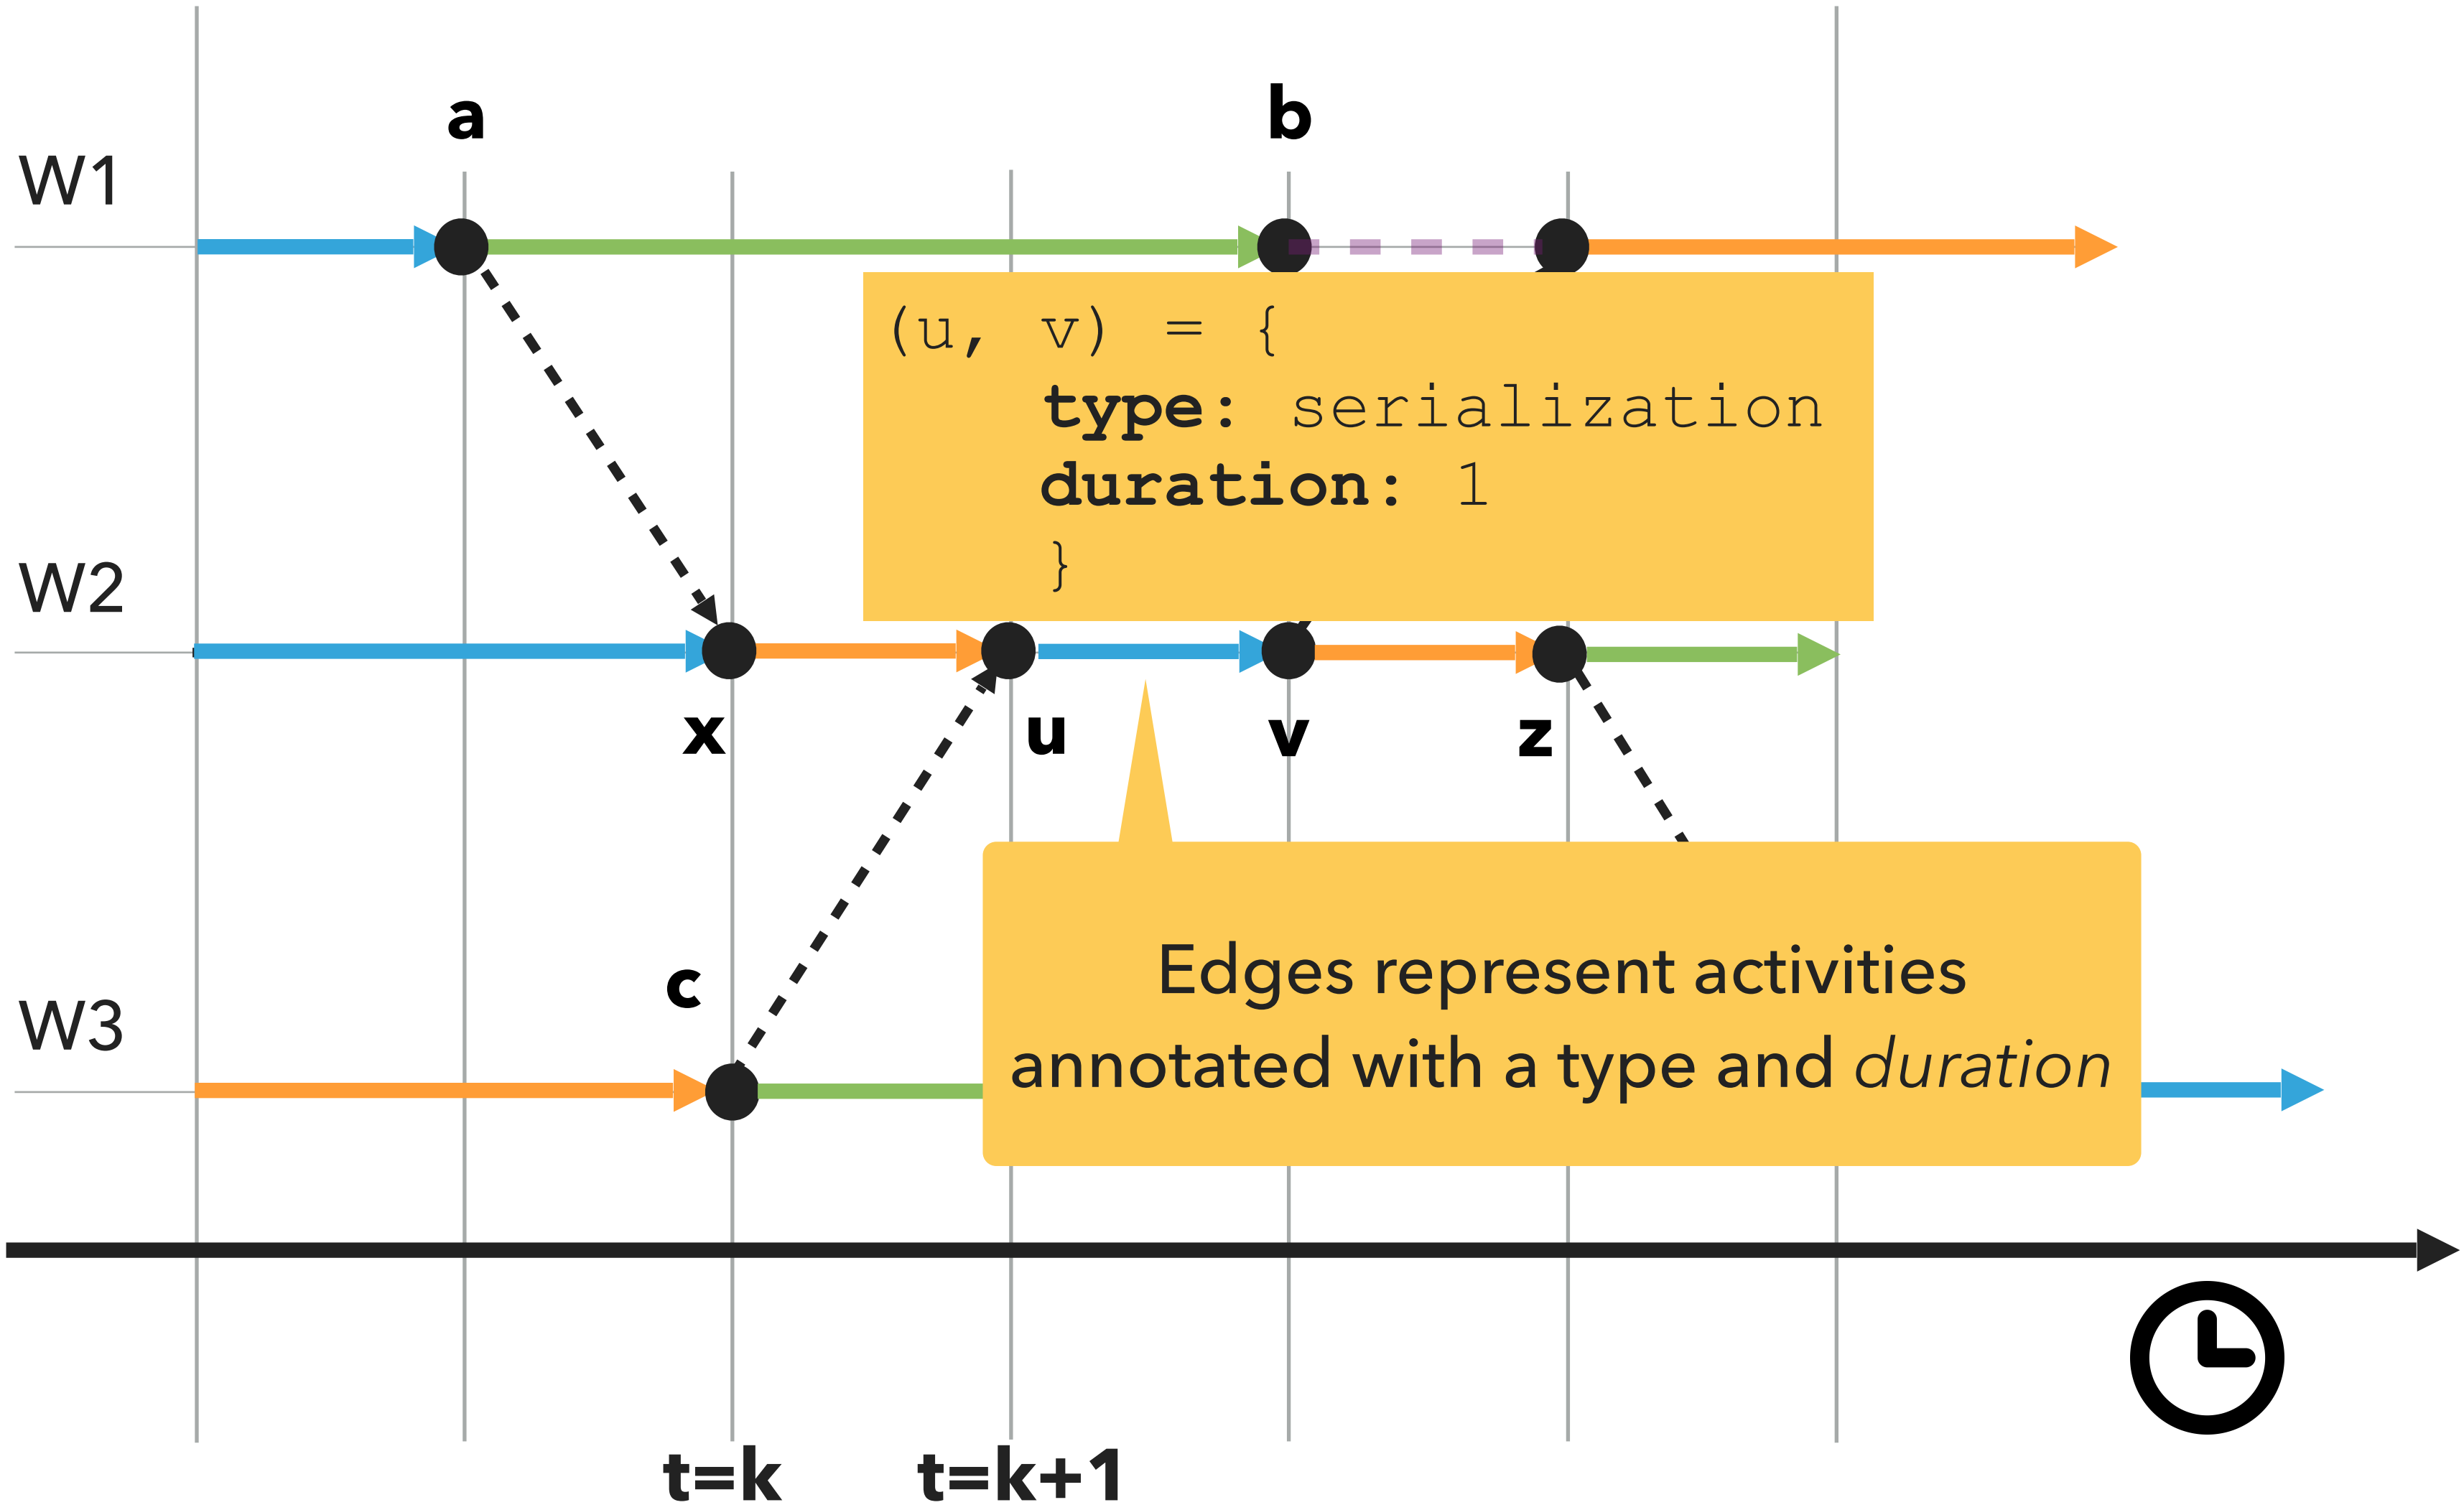 a
b
W1
(u, v) = {
type: serialization
duration: 1
}
W2
x
u
v
z
c
W3
Edges represent activities
annotated with a type and duration
t=k
t=k+1